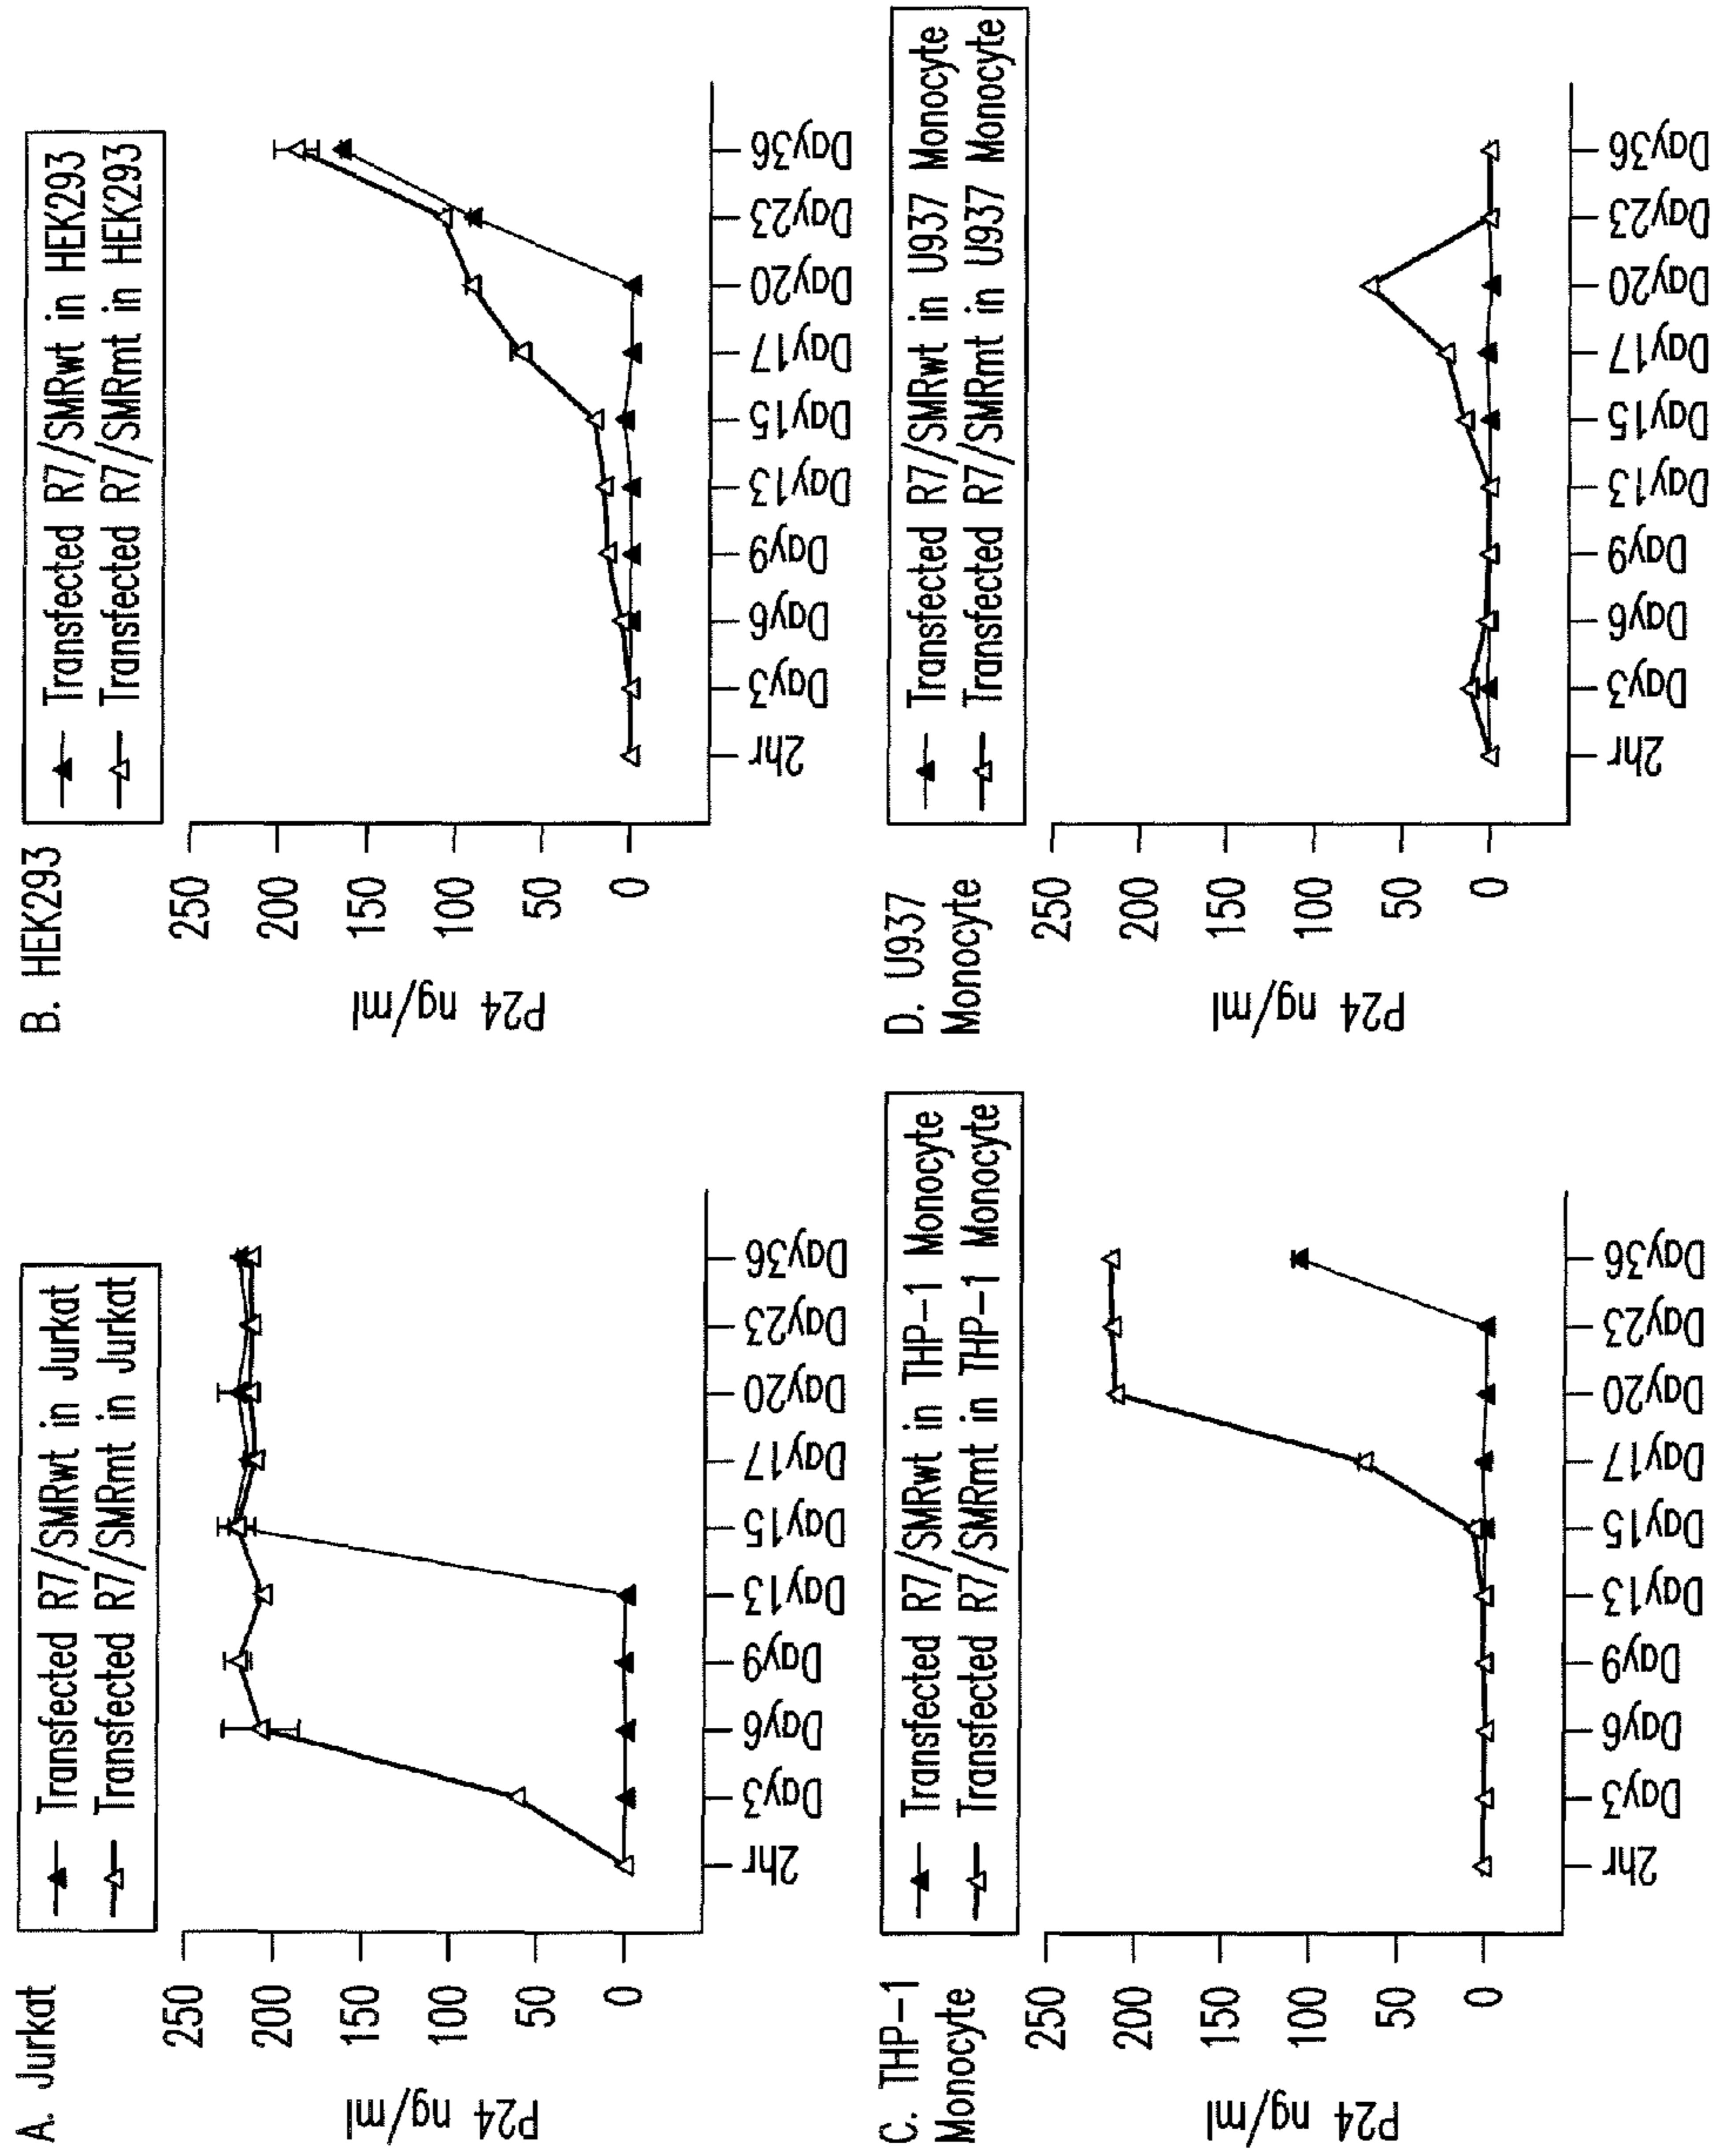 A. Jurkat
Transfected R7/SMRwt in Jurkat
Transfected R7/SMRmt in Jurkat
P24 ng/ml
250
200
150
100
50
0
2hr
Day3
Day6
Day9
Day13
Day15
Day17
Day20
Day23
Day36
B. HEK293
Transfected R7/SMRwt in HEK293
Transfected R7/SMRmt in HEK293
P24 ng/ml
250
200
150
100
50
0
2hr
Day3
Day6
Day9
Day13
Day15
Day17
Day20
Day23
Day36
C. THP-1
Monocyte
Transfected R7/SMRwt in THP-1 Monocyte
Transfected R7/SMRmt in THP-1 Monocyte
P24 ng/ml
250
200
150
100
50
0
2hr
Day3
Day6
Day9
Day13
Day15
Day17
Day20
Day23
Day36
D. U937
Monocyte
Transfected R7/SMRwt in U937 Monocyte
Transfected R7/SMRmt in U937 Monocyte
P24 ng/ml
250
200
150
100
50
0
2hr
Day3
Day6
Day9
Day13
Day15
Day17
Day20
Day23
Day36